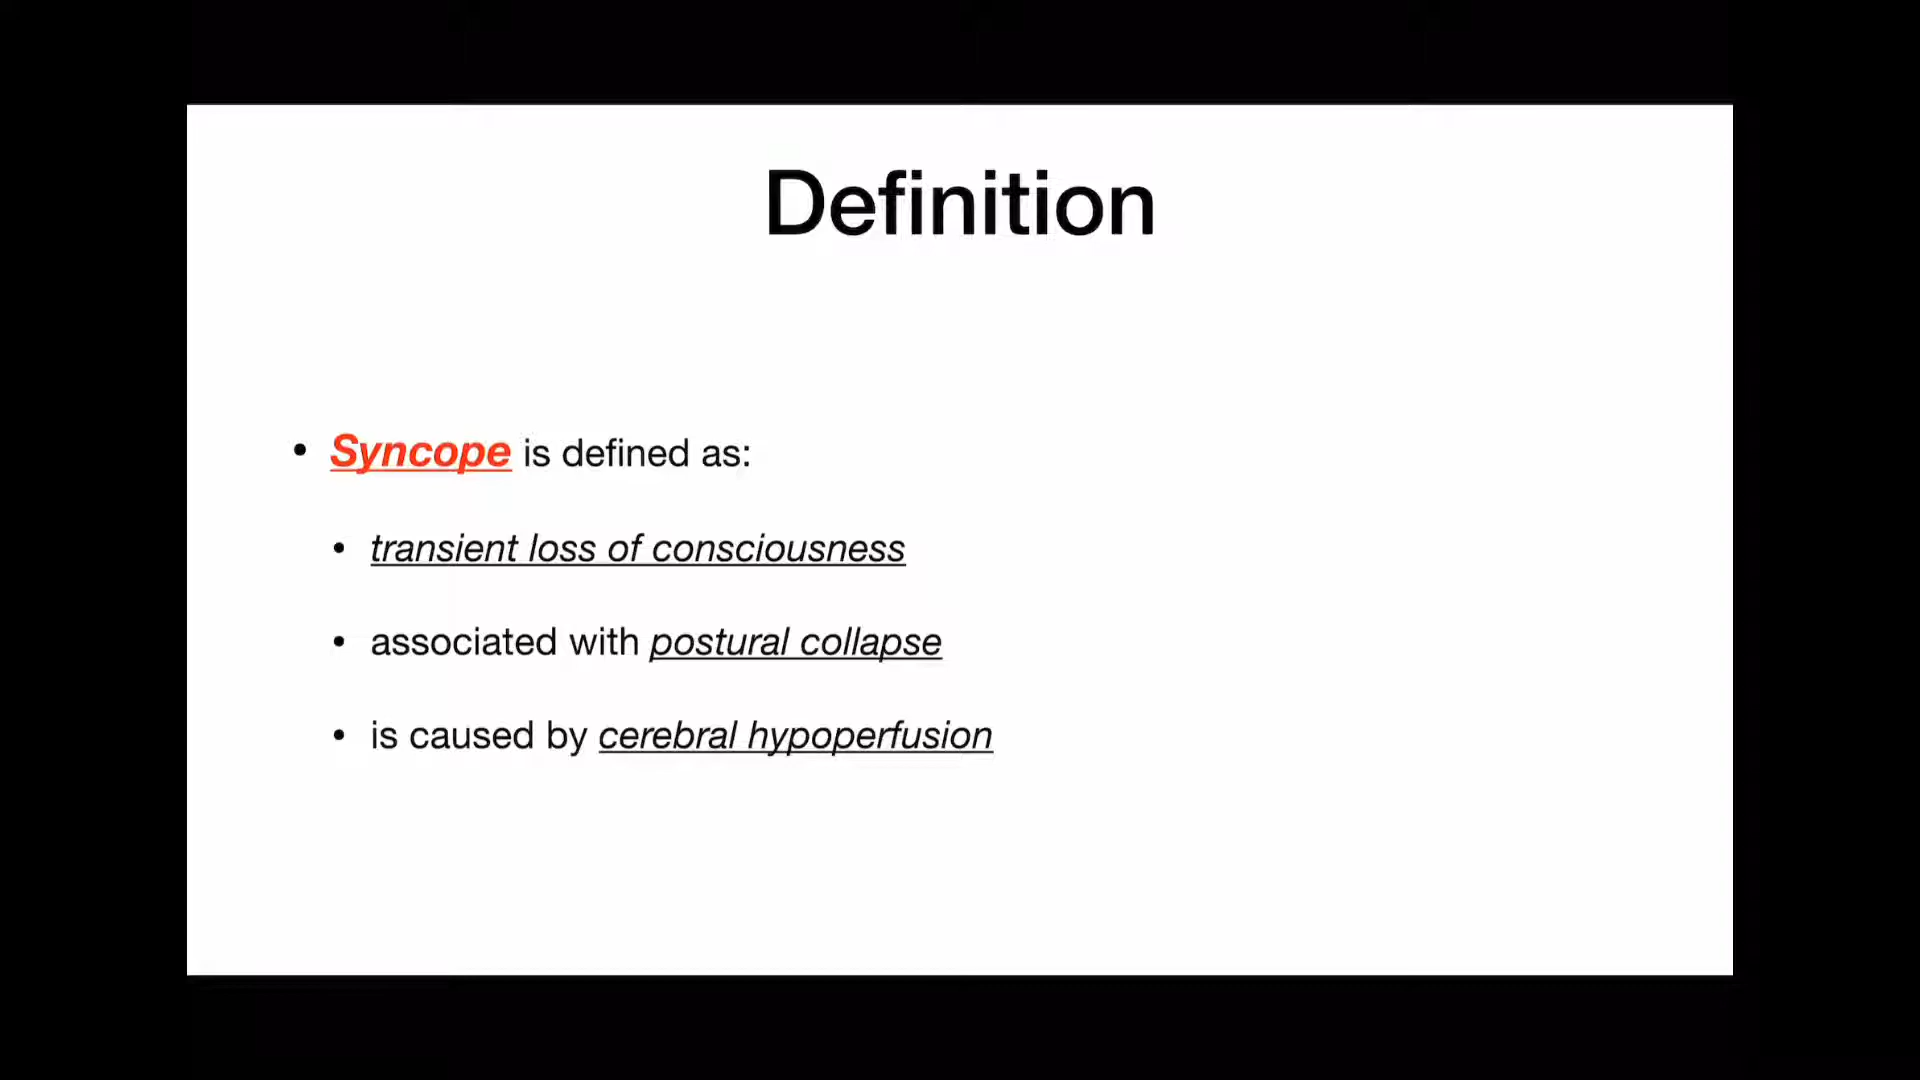 Definition
• Syncope is defined as:
• transient loss of consciousness
• associated with postural collapse
• is caused by cerebral hypoperfusion